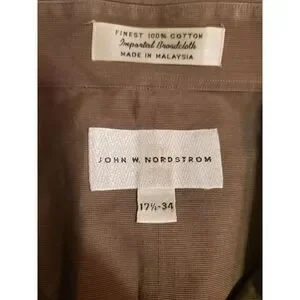 FINEST 100% COTTON
Imported Broadcloth
MADE IN MALAYSIA
JOHN W. NORDSTROM
17½-34